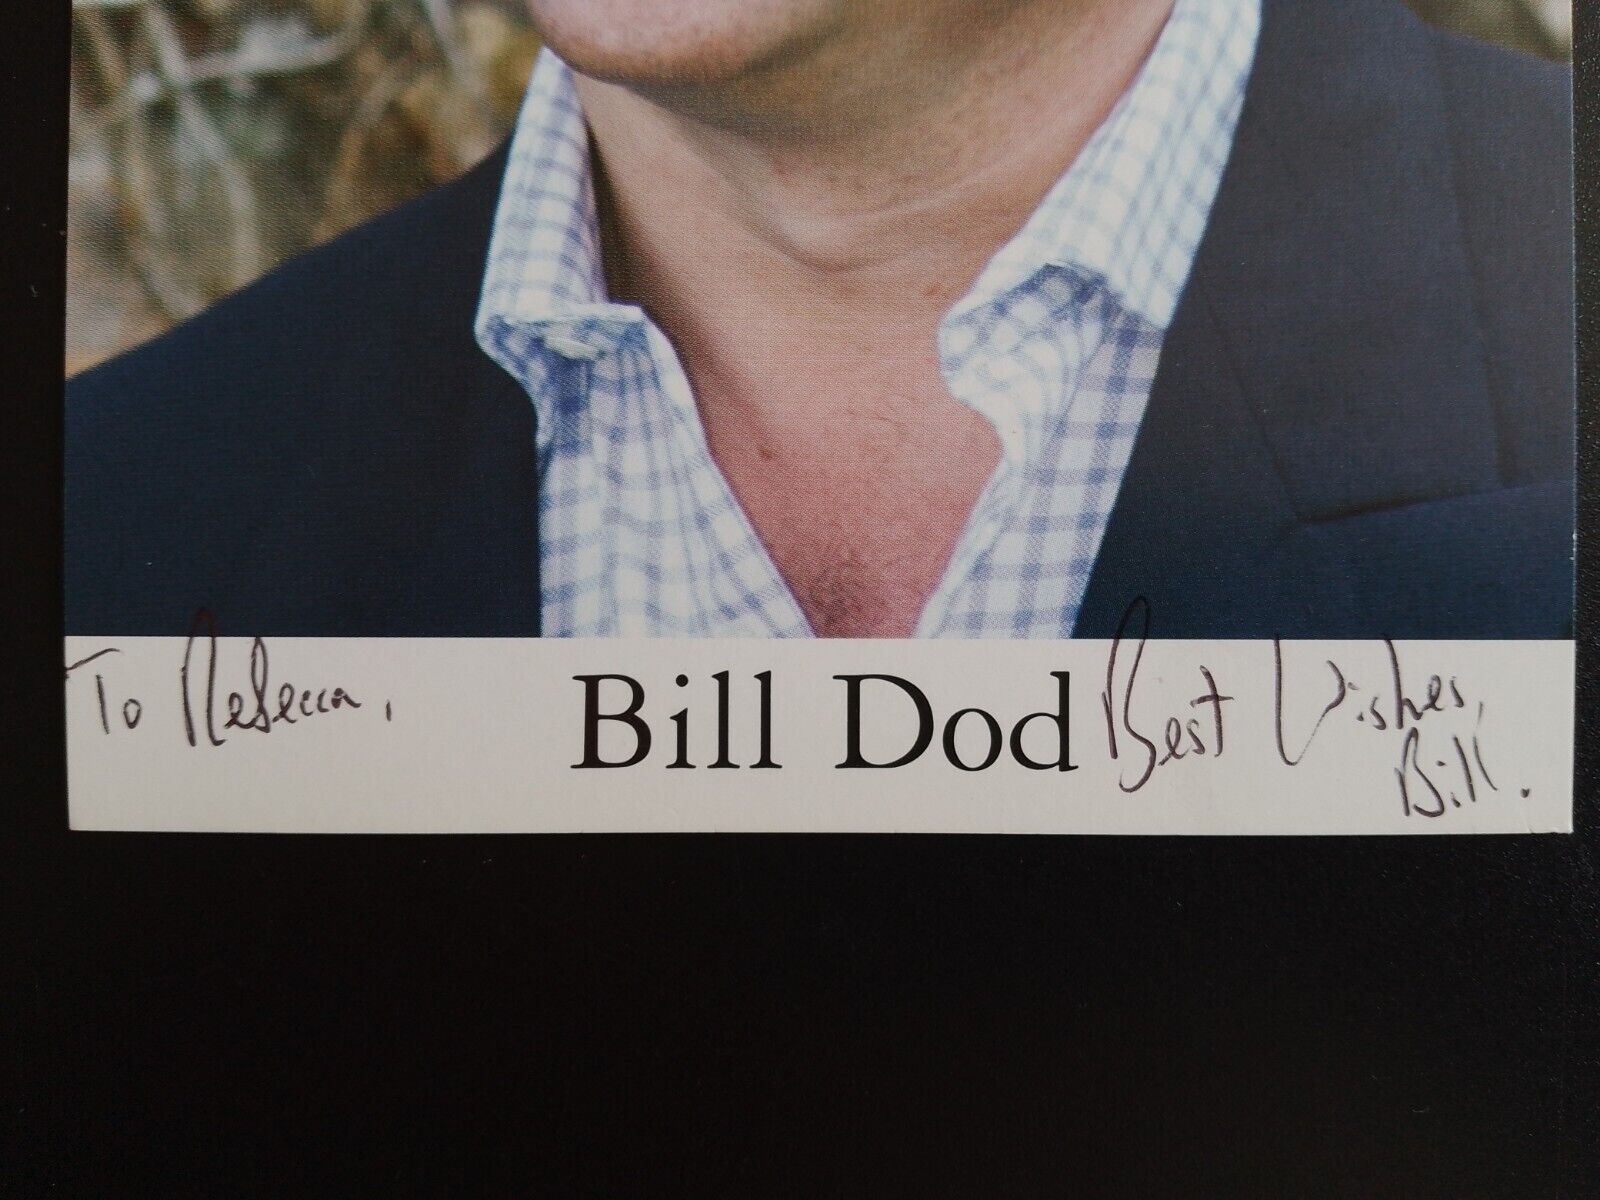 To Rebecca,
Bill Dod
Best Wishes,
Bill.